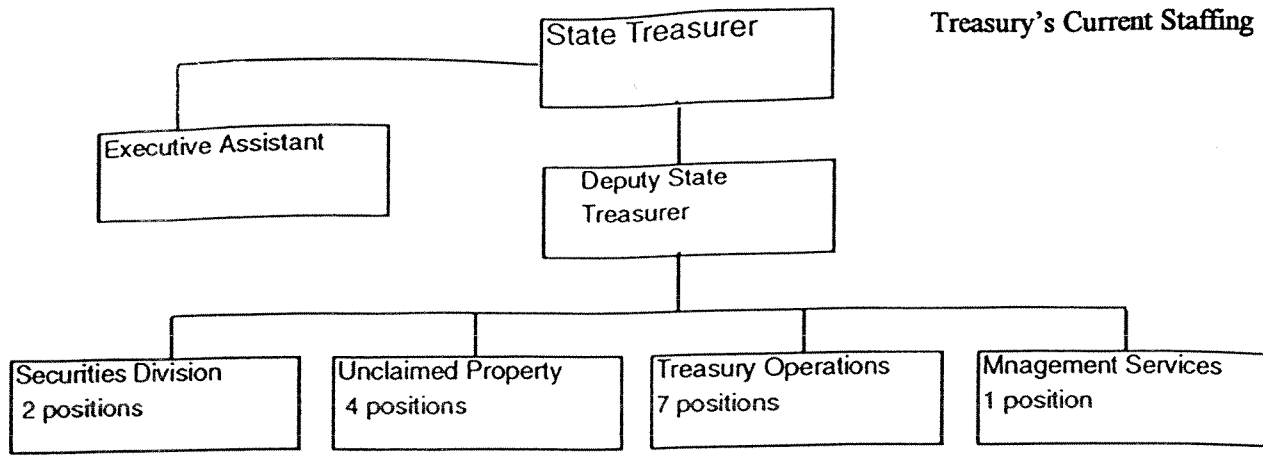 Treasury's Current Staffing
State Treasurer
Executive Assistant
Deputy State
Treasurer
Securities Division
2 positions
Unclaimed Property
4 positions
Treasury Operations
7 positions
Mnagement Services
1 position